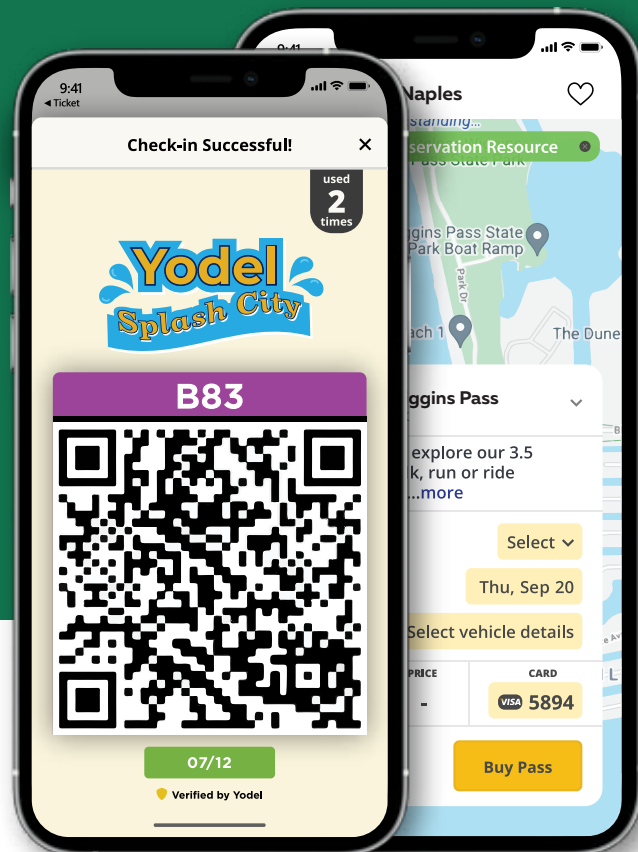 9:41
Ticket
Check-in Successful!
used
2
times
Yodel
Splash City
B83
07/12
Verified by Yodel
9:41
Naples
standing...
servation Resource
Pass State Park
ggins Pass State
Park Boat Ramp
Park Dr
ach 1
The Dune
ggins Pass
explore our 3.5
k, run or ride
...more
Select
Thu, Sep 20
Select vehicle details
PRICE
-
CARD
VISA 5894
Buy Pass